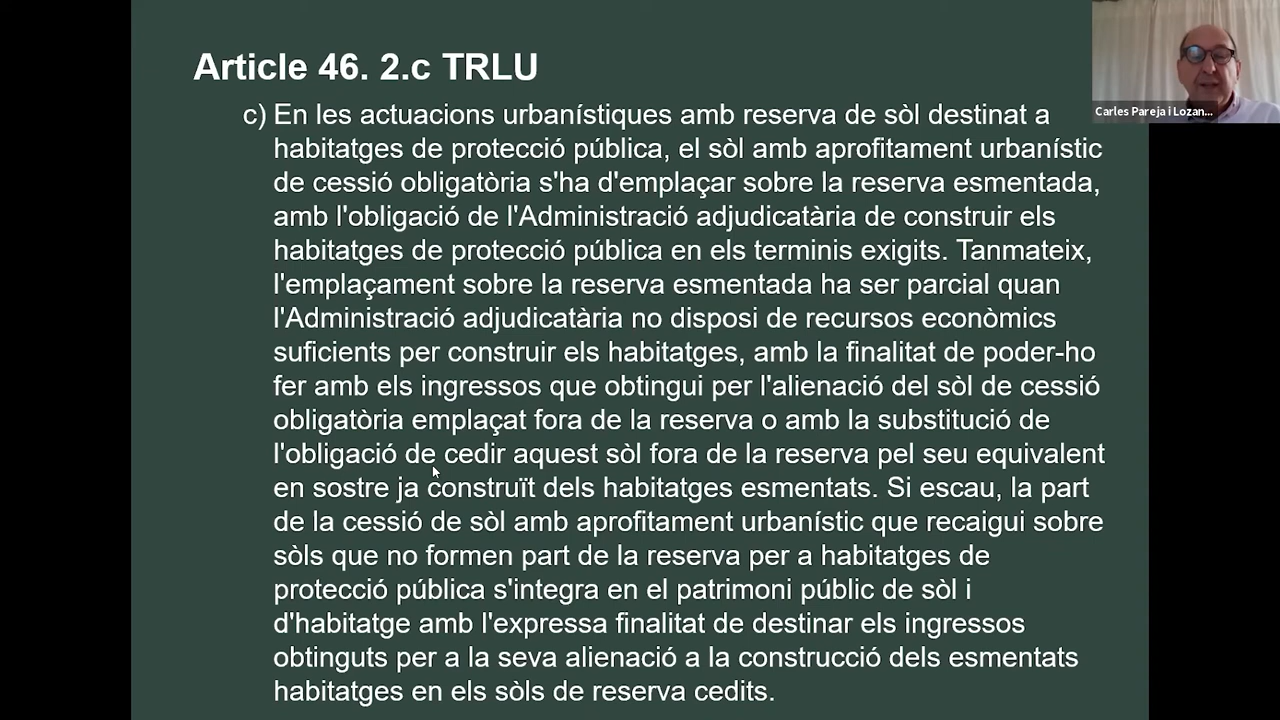 Article 46. 2.c TRLU
c) En les actuacions urbanístiques amb reserva de sòl destinat a
habitatges de protecció pública, el sòl amb aprofitament urbanístic
de cessió obligatòria s'ha d'emplaçar sobre la reserva esmentada,
amb l'obligació de l'Administració adjudicatària de construir els
habitatges de protecció pública en els terminis exigits. Tanmateix,
l'emplaçament sobre la reserva esmentada ha ser parcial quan
l'Administració adjudicatària no disposi de recursos econòmics
suficients per construir els habitatges, amb la finalitat de poder-ho
fer amb els ingressos que obtingui per l'alienació del sòl de cessió
obligatòria emplaçat fora de la reserva o amb la substitució de
l'obligació de cedir aquest sòl fora de la reserva pel seu equivalent
en sostre ja construït dels habitatges esmentats. Si escau, la part
de la cessió de sòl amb aprofitament urbanístic que recaigui sobre
sòls que no formen part de la reserva per a habitatges de
protecció pública s'integra en el patrimoni públic de sòl i
d'habitatge amb l'expressa finalitat de destinar els ingressos
obtinguts per a la seva alienació a la construcció dels esmentats
habitatges en els sòls de reserva cedits.
Carles Pareja i Lozan...